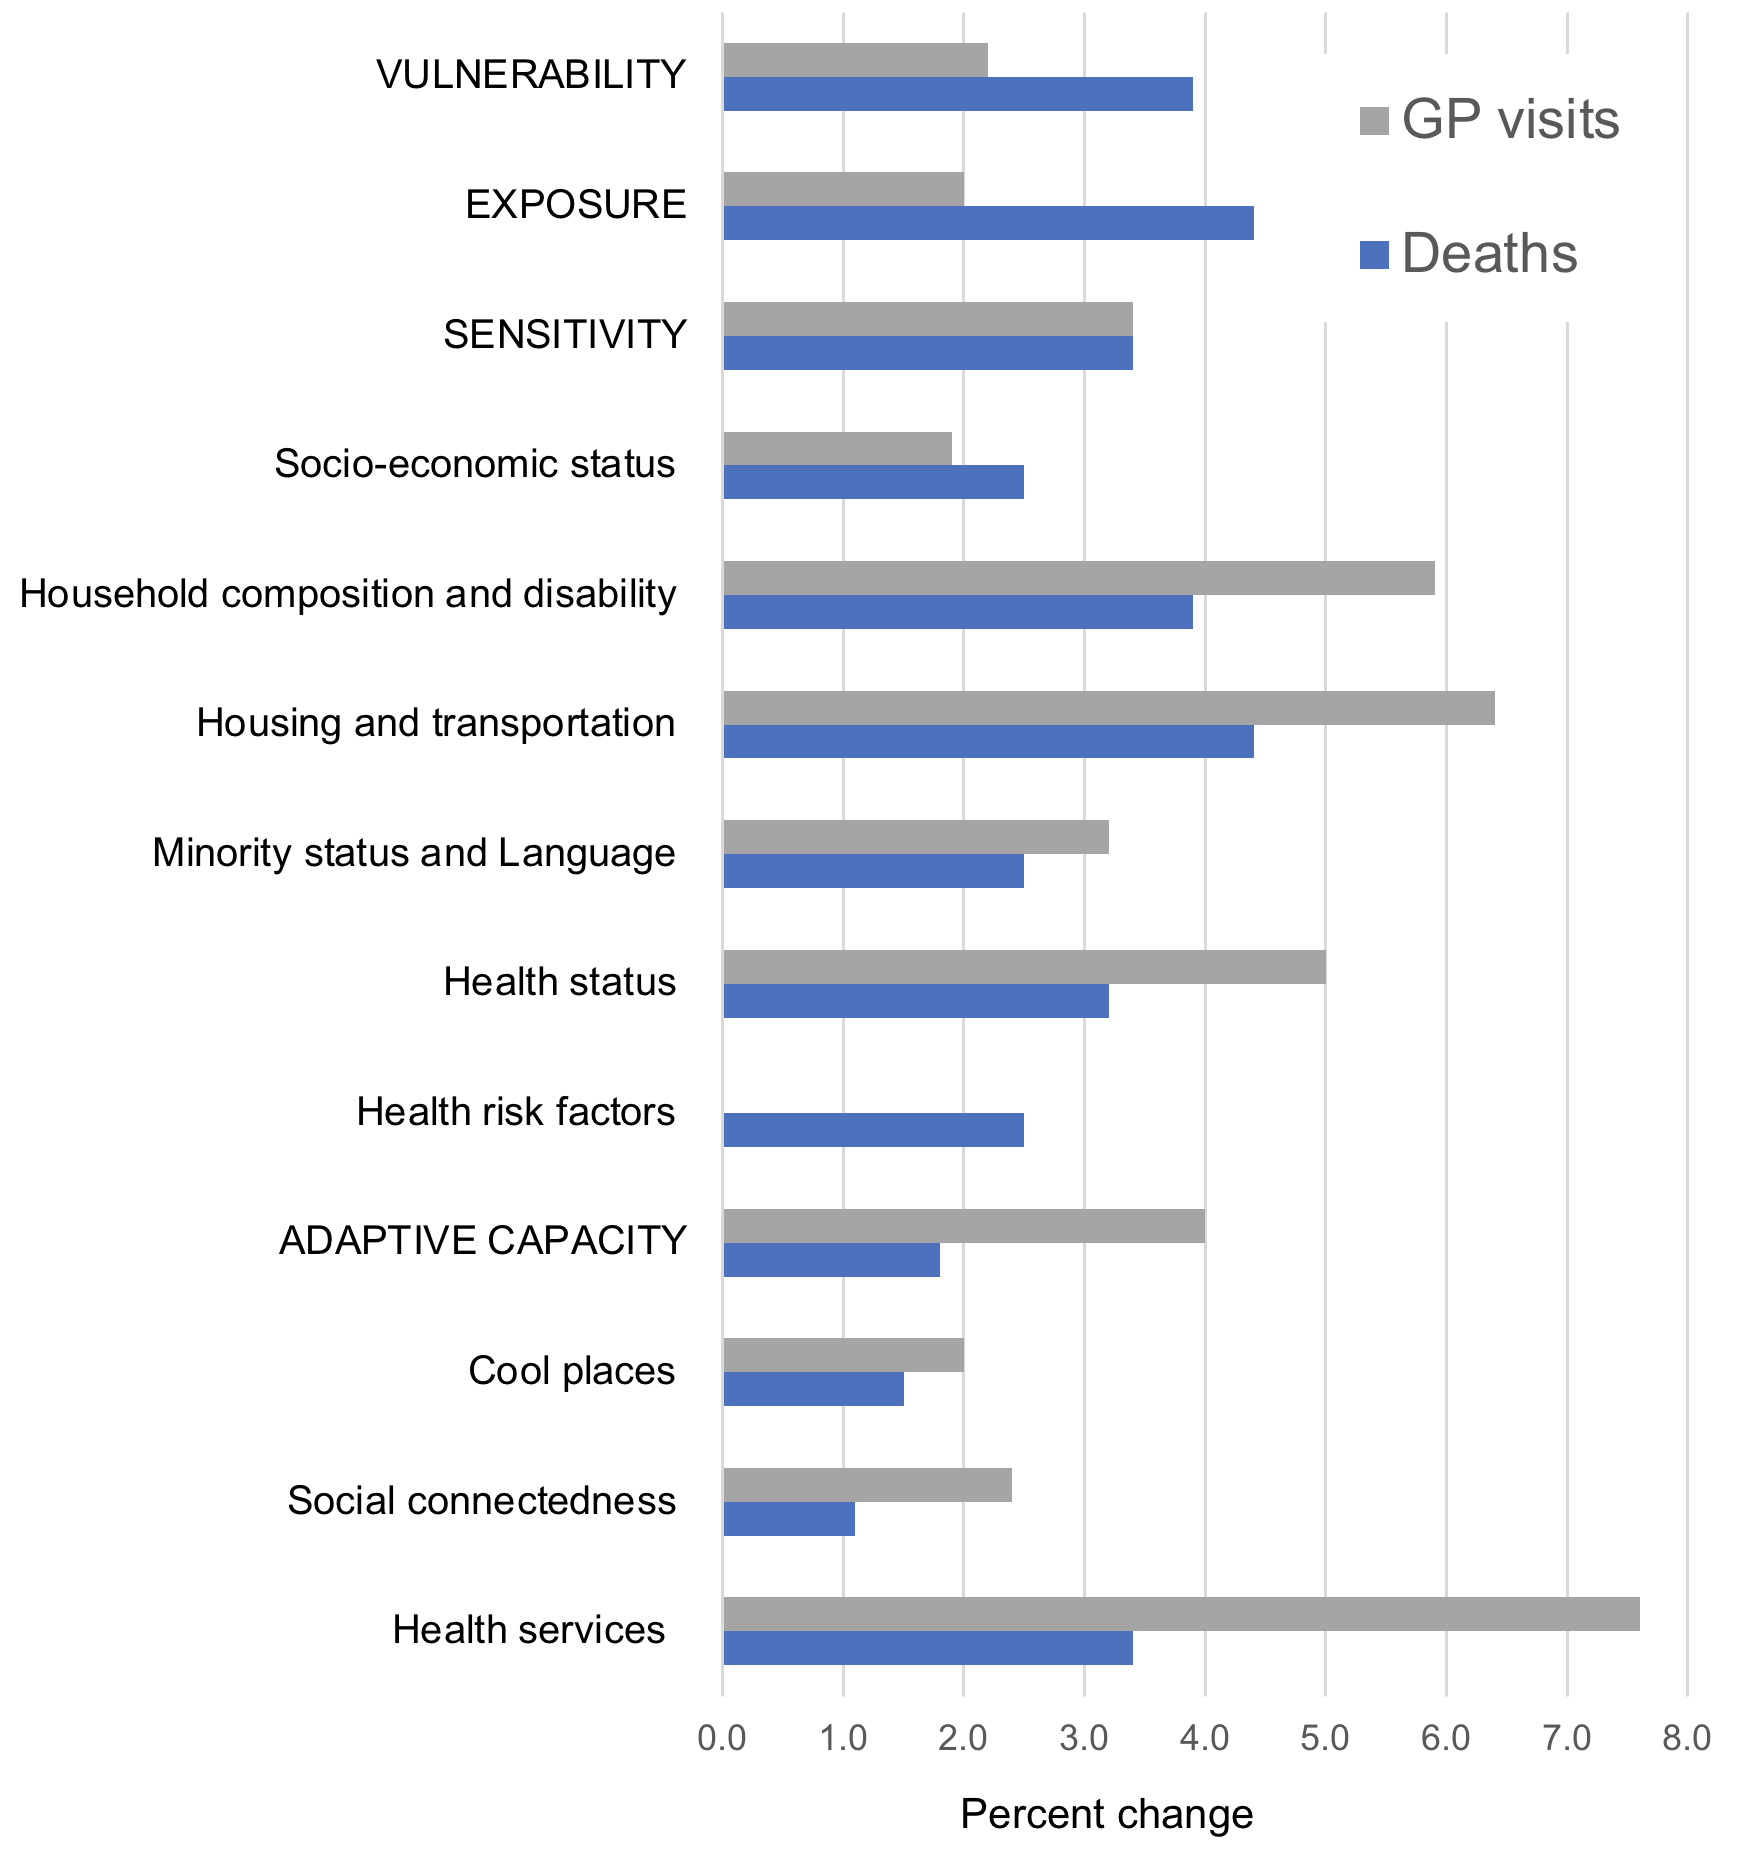 VULNERABILITY
GP visits
EXPOSURE
Deaths
SENSITIVITY
Socio-economic status
Household composition and disability
Housing and transportation
Minority status and Language
Health status
Health risk factors
ADAPTIVE CAPACITY
Cool places
Social connectedness
Health services
0.0 1.0 2.0 3.0 4.0 5.0 6.0 7.0 8.0
Percent change